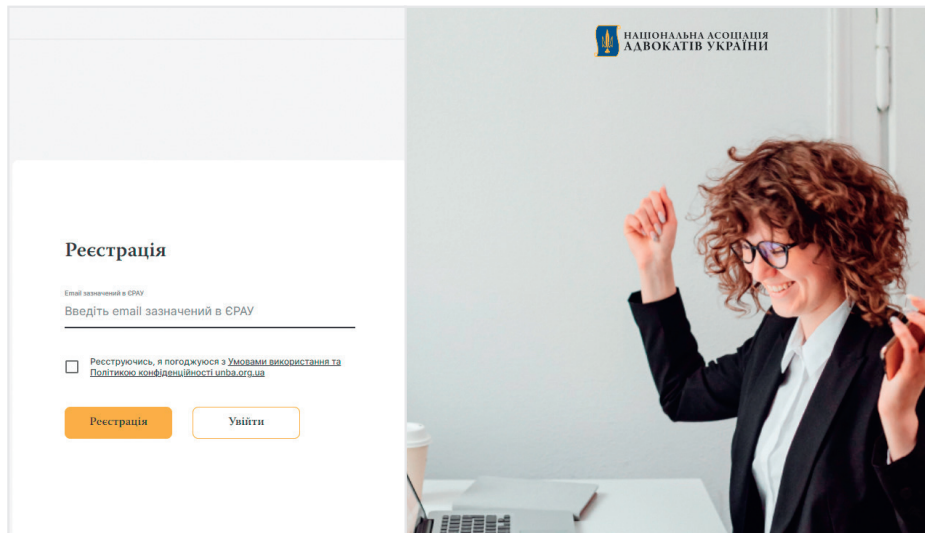 НАЦІОНАЛЬНА АСОЦІАЦІЯ
АДВОКАТІВ УКРАЇНИ
Реєстрація
Email зазначений в ЄРАУ
Введіть email зазначений в ЄРАУ
Реєструючись, я погоджуюся з Умовами використання та
Політикою конфіденційності unba.org.ua
Реєстрація
Увійти